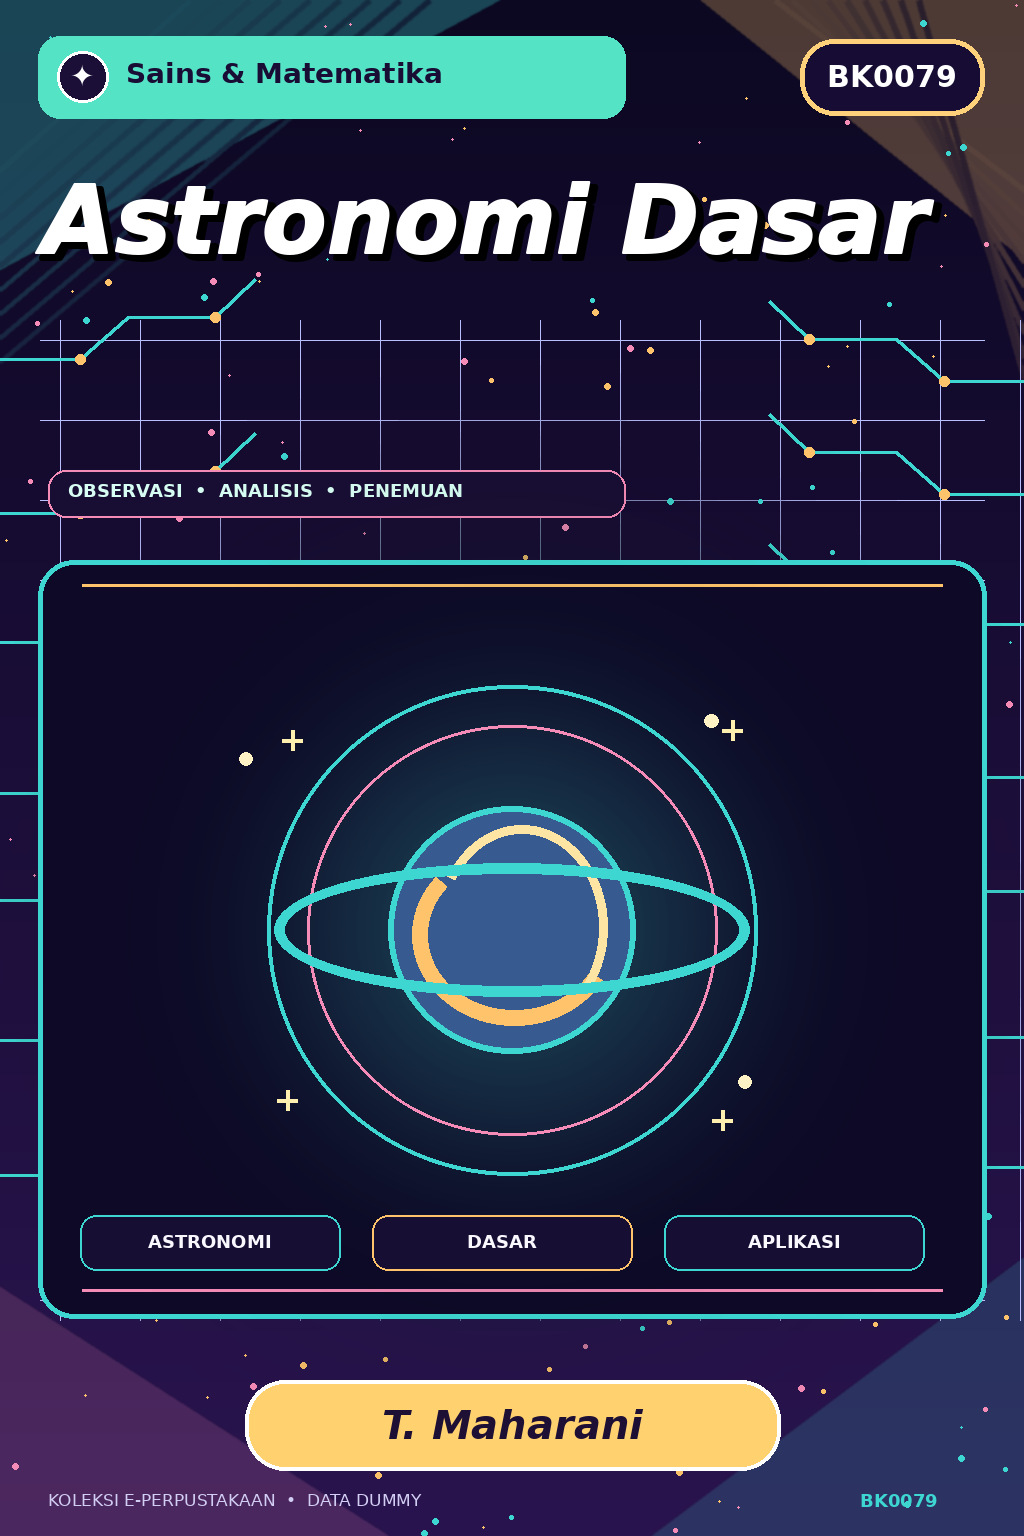 Sains & Matematika
BK0079
Astronomi Dasar
OBSERVASI • ANALISIS • PENEMUAN
ASTRONOMI
DASAR
APLIKASI
T. Maharani
KOLEKSI E-PERPUSTAKAAN • DATA DUMMY
BK0079